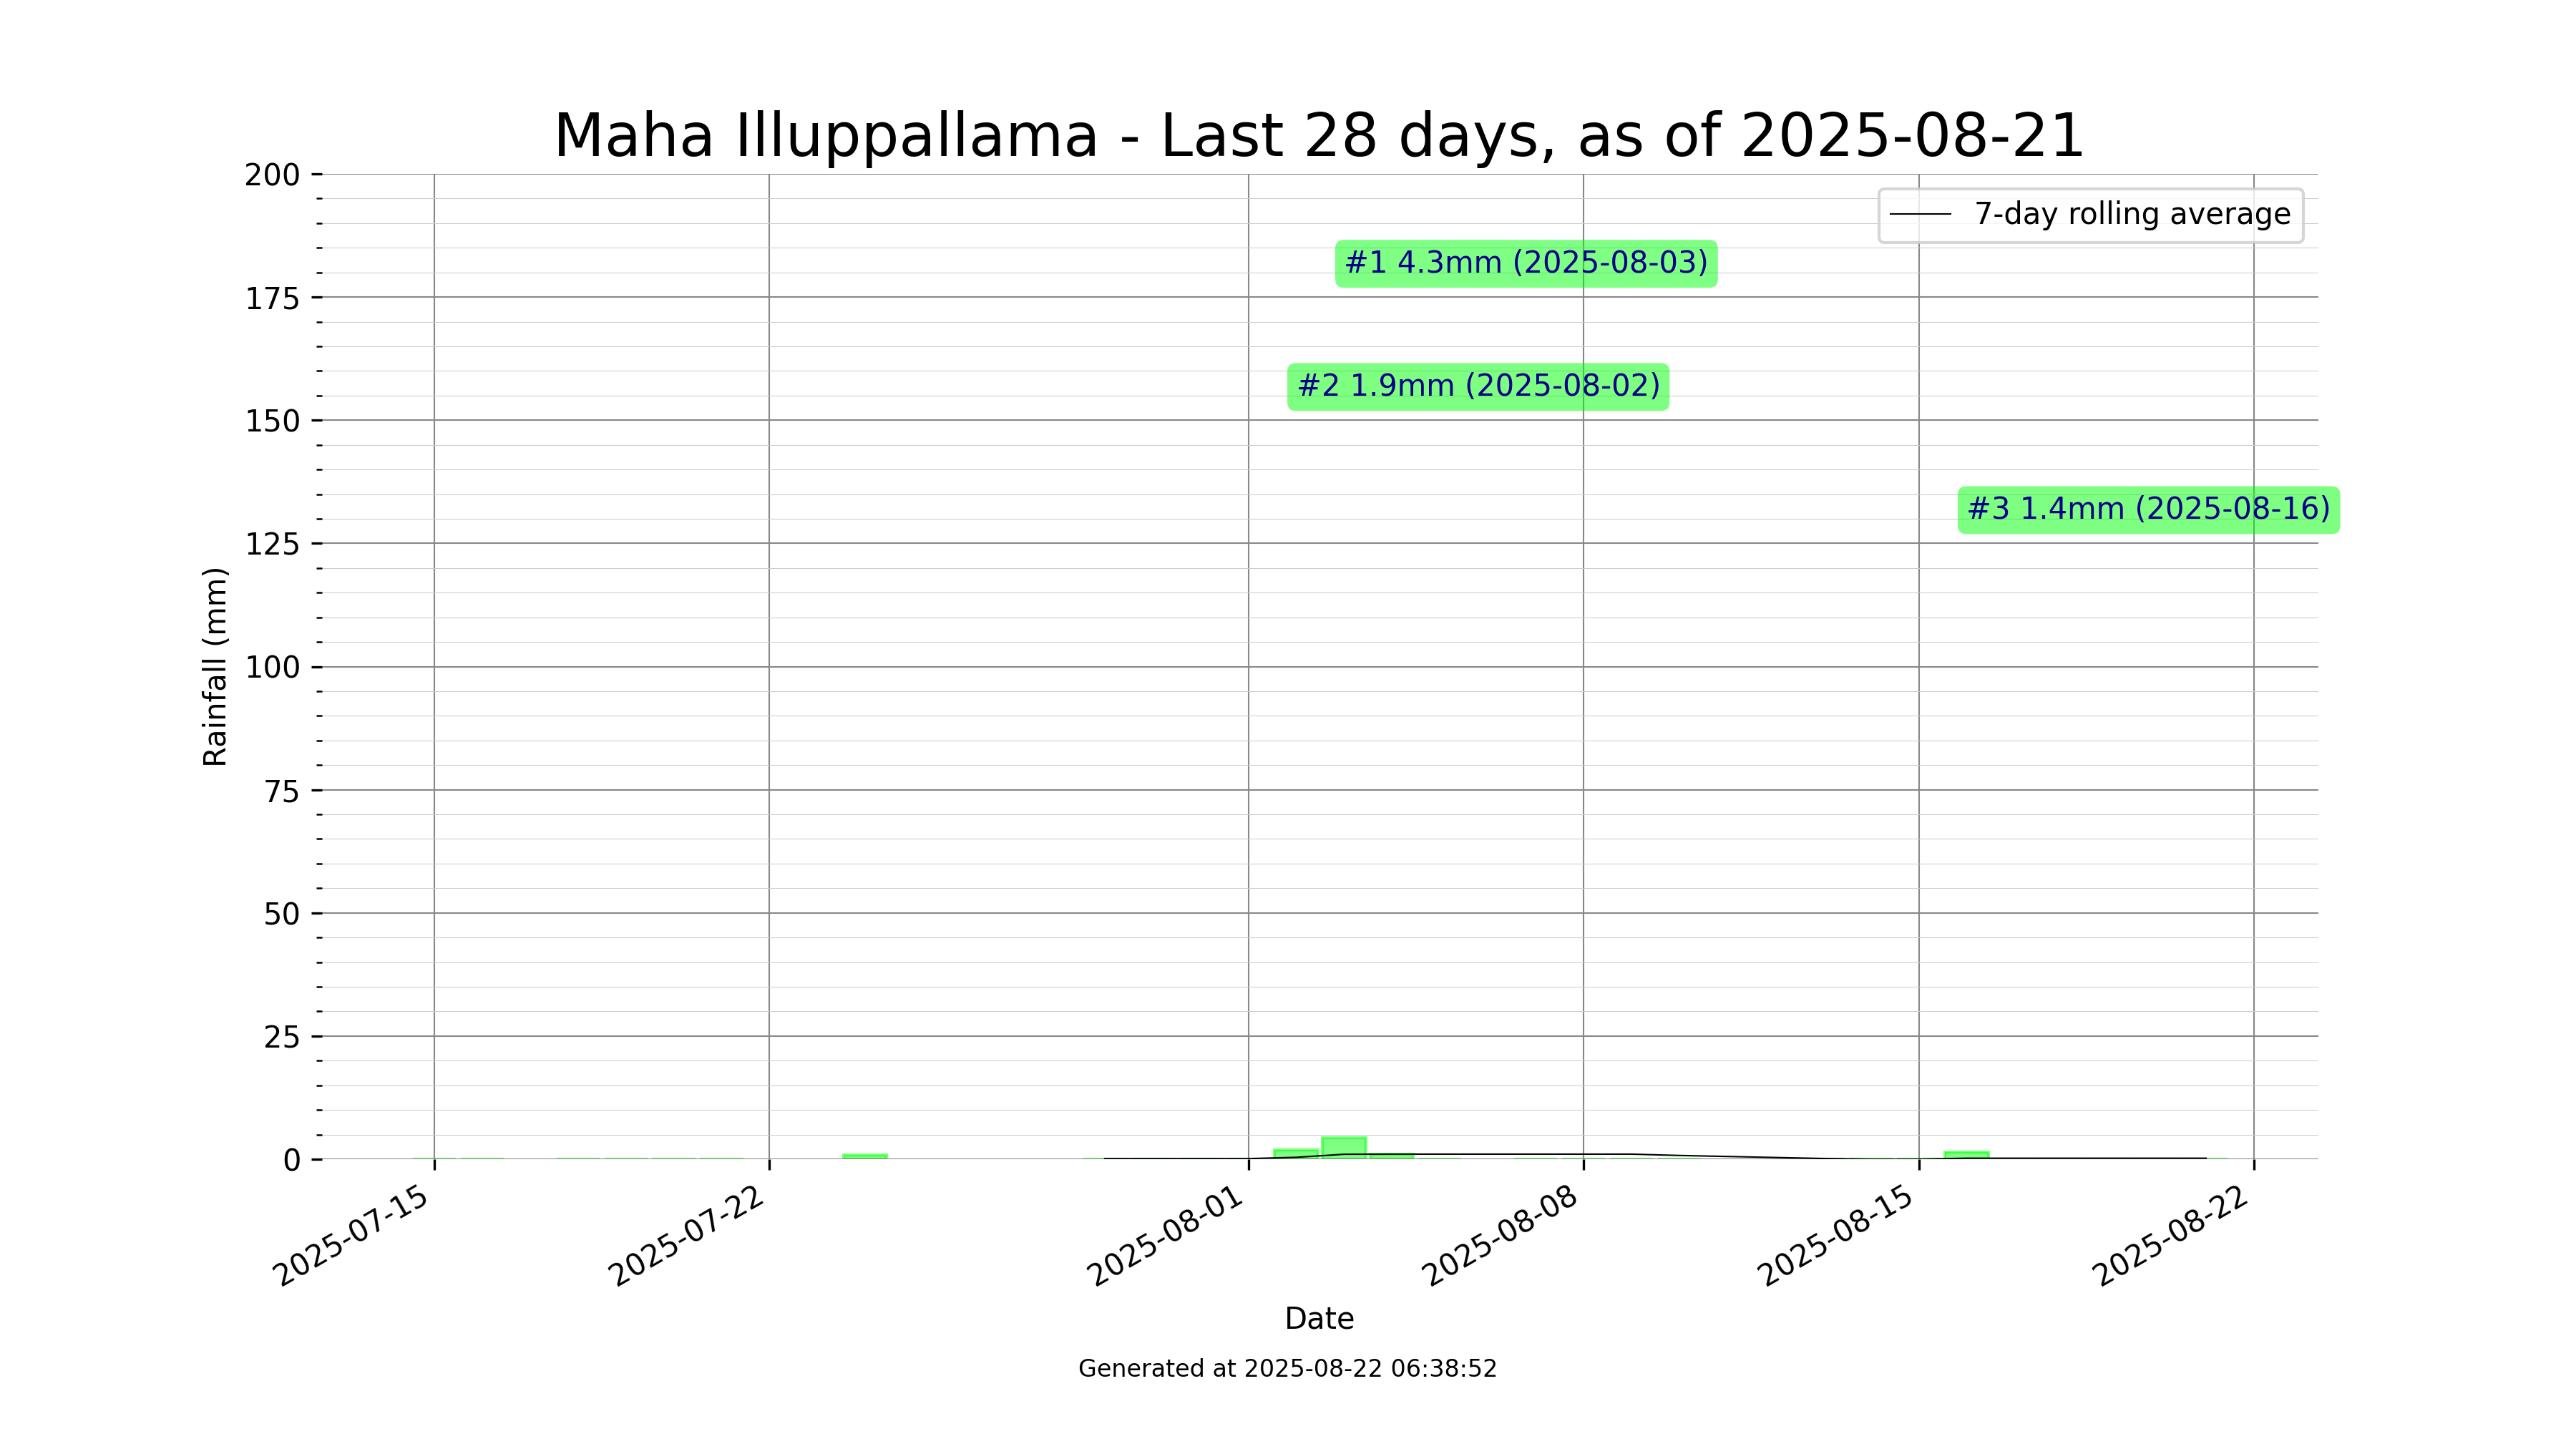 Maha Illuppallama - Last 28 days, as of 2025-08-21
7-day rolling average
#1 4.3mm (2025-08-03)
#2 1.9mm (2025-08-02)
#3 1.4mm (2025-08-16)
Rainfall (mm)
200
175
150
125
100
75
50
25
0
2025-07-15
2025-07-22
2025-08-01
2025-08-08
2025-08-15
2025-08-22
Date
Generated at 2025-08-22 06:38:52